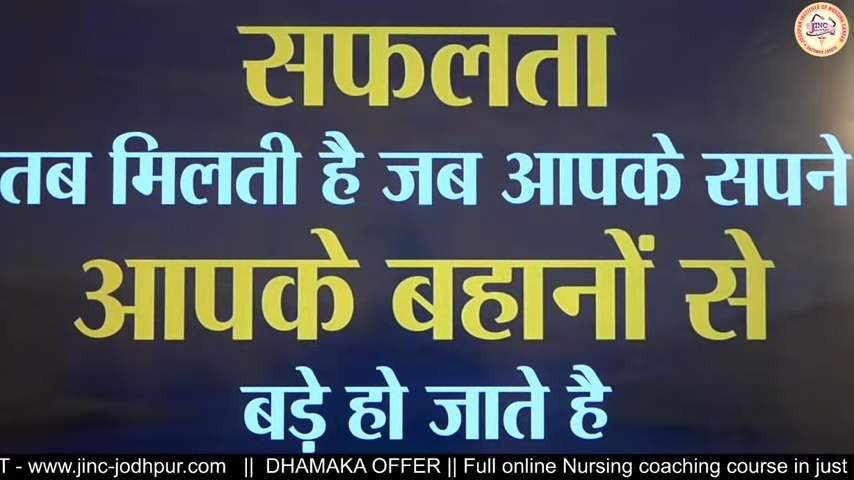 सफलता
तब मिलती है जब आपके सपने
आपके बहानों से
बड़े हो जाते है
T - www.jinc-jodhpur.com || DHAMAKA OFFER || Full online Nursing coaching course in just
JINC